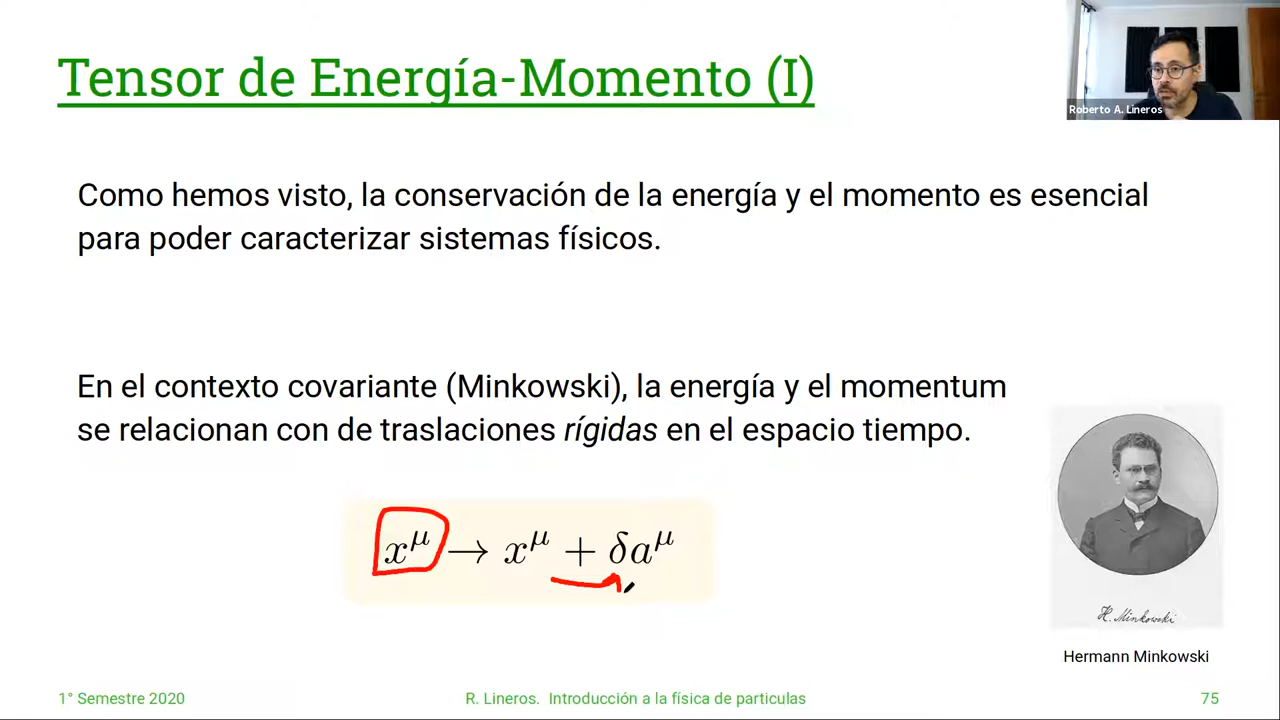 Tensor de Energía-Momento (I)
Roberto A. Lineros
Como hemos visto, la conservación de la energía y el momento es esencial
para poder caracterizar sistemas físicos.
En el contexto covariante (Minkowski), la energía y el momentum
se relacionan con de traslaciones rígidas en el espacio tiempo.
x^μ → x^μ + δa^μ
H. Minkowski
Hermann Minkowski
1° Semestre 2020
R. Lineros. Introducción a la física de particulas
75